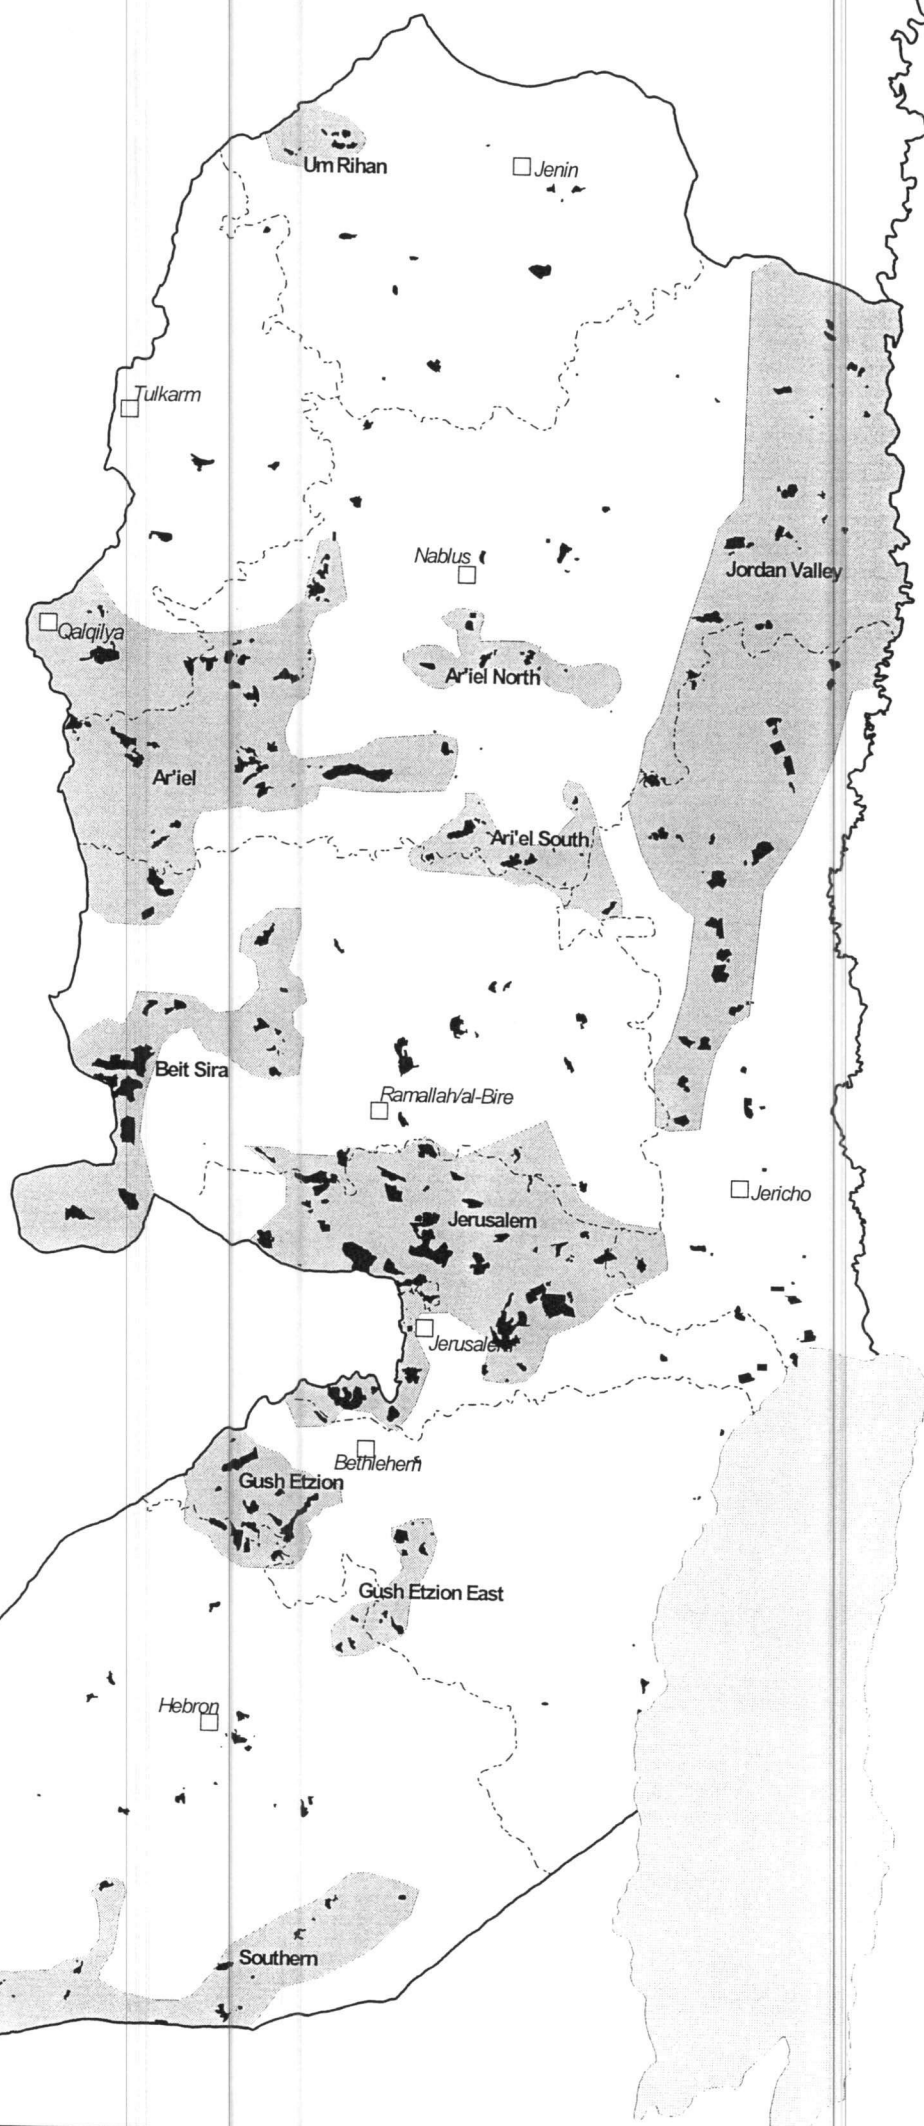 Um Rihan
Jenin
Tulkarm
Nablus
Jordan Valley
Qalqilya
Ar'iel North
Ar'iel
Ari'el South
Beit Sira
Ramallah/al-Bire
Jericho
Jerusalem
Jerusalem
Bethlehem
Gush Etzion
Gush Etzion East
Hebron
Southern